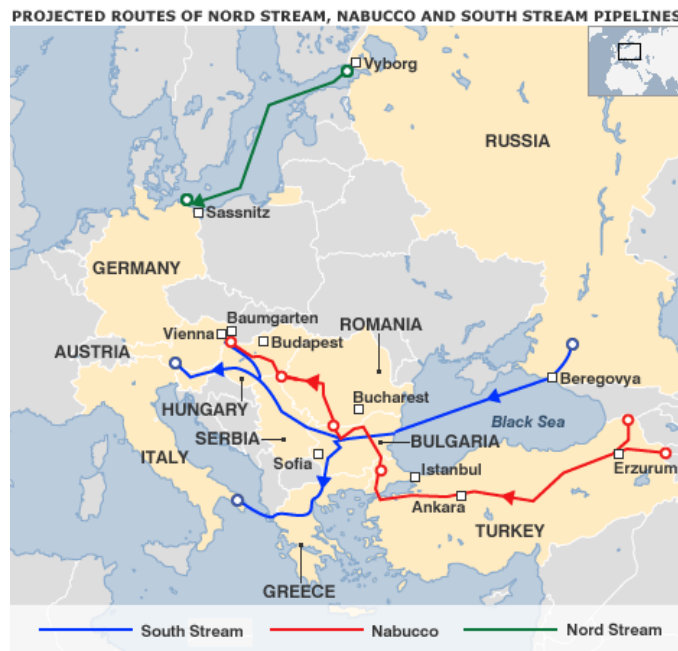 PROJECTED ROUTES OF NORD STREAM, NABUCCO AND SOUTH STREAM PIPELINES
Vyborg
RUSSIA
Sassnitz
GERMANY
Baumgarten
Vienna
Budapest
ROMANIA
AUSTRIA
Beregovya
HUNGARY
Bucharest
Black Sea
SERBIA
BULGARIA
ITALY
Sofia
Istanbul
Erzurum
Ankara
TURKEY
GREECE
South Stream
Nabucco
Nord Stream